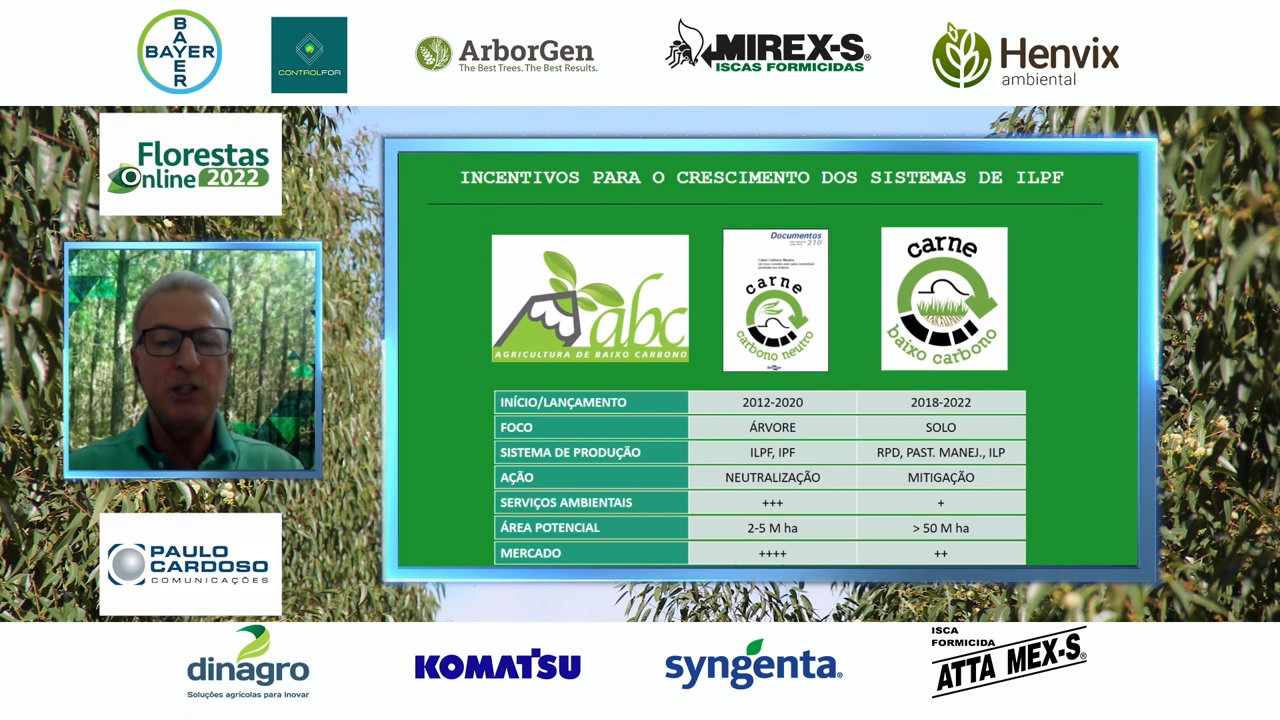 BAYER
BAYER
CONTROLFOR
ArborGen
The Best Trees. The Best Results.
MIREX-S®
ISCAS FORMICIDAS
Henvix
ambiental
Florestas
Online 2022
INCENTIVOS PARA O CRESCIMENTO DOS SISTEMAS DE ILPF
abc
AGRICULTURA DE BAIXO CARBONO
Documentos
210
carne
carbono neutro
carne
baixo carbono
INÍCIO/LANÇAMENTO 2012-2020 2018-2022
FOCO ÁRVORE SOLO
SISTEMA DE PRODUÇÃO ILPF, IPF RPD, PAST. MANEJ., ILP
AÇÃO NEUTRALIZAÇÃO MITIGAÇÃO
SERVIÇOS AMBIENTAIS +++ +
ÁREA POTENCIAL 2-5 M ha > 50 M ha
MERCADO ++++ ++
PAULO
CARDOSO
COMUNICAÇÕES
dinagro
Soluções agrícolas para inovar
KOMATSU
syngenta®
ISCA
FORMICIDA
ATTA MEX-S®